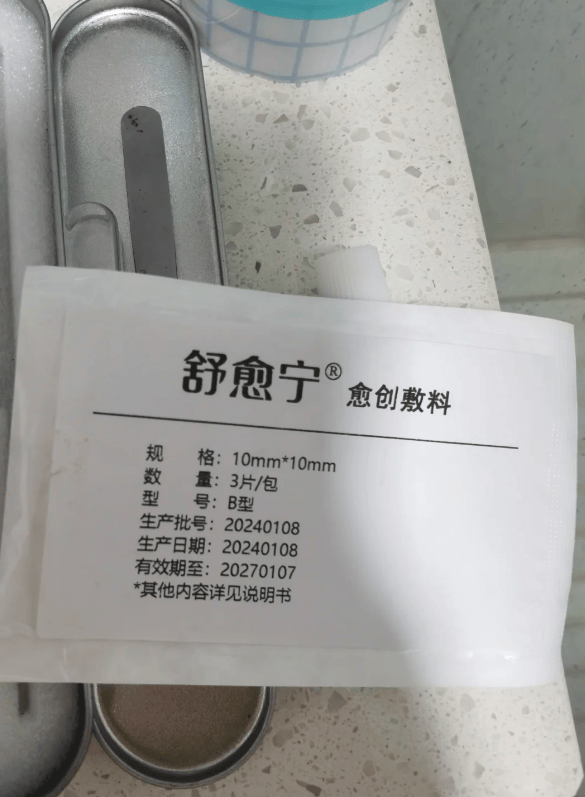 舒愈宁® 愈创敷料
规 格：10mm*10mm
数 量：3片/包
型 号：B型
生产批号：20240108
生产日期：20240108
有效期至：20270107
*其他内容详见说明书